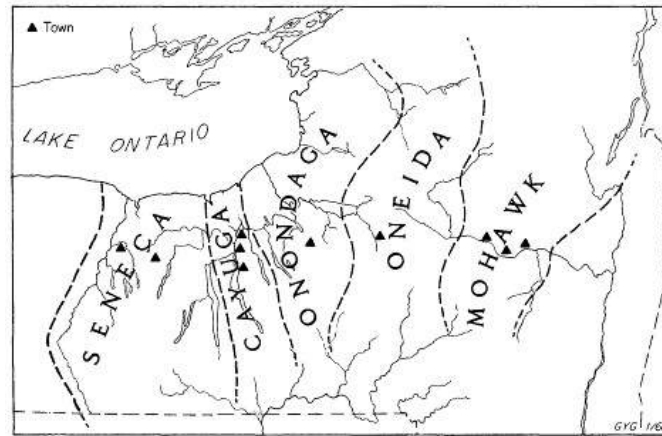 ▲ Town
LAKE ONTARIO
SENECA
CAYUGA
ONONDAGA
ONEIDA
MOHAWK